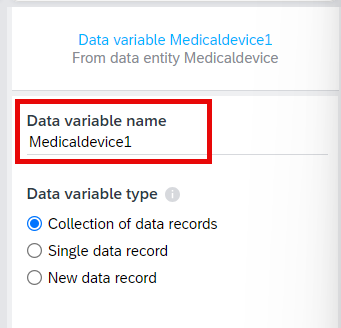 Data variable Medicaldevice1
From data entity Medicaldevice
Data variable name
Medicaldevice1
Data variable type
Collection of data records
Single data record
New data record